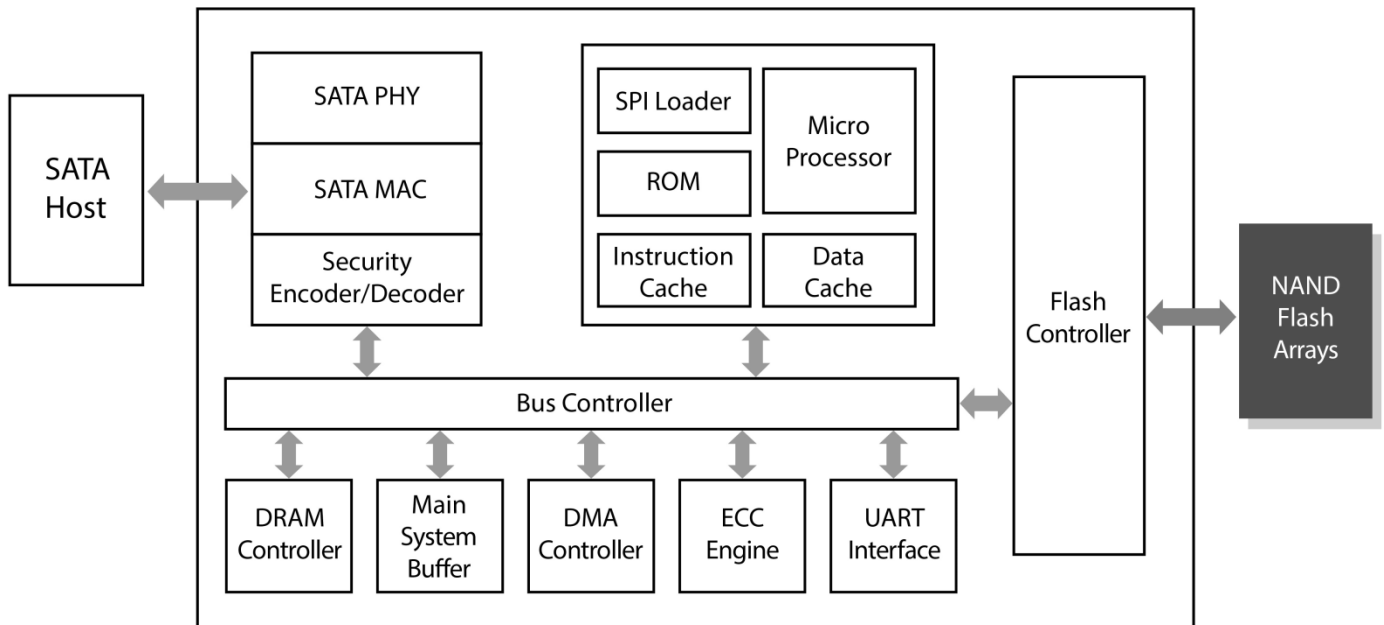 SATA
Host
SATA PHY
SATA MAC
Security
Encoder/Decoder
SPI Loader
ROM
Instruction
Cache
Micro
Processor
Data
Cache
Flash
Controller
NAND
Flash
Arrays
Bus Controller
DRAM
Controller
Main
System
Buffer
DMA
Controller
ECC
Engine
UART
Interface